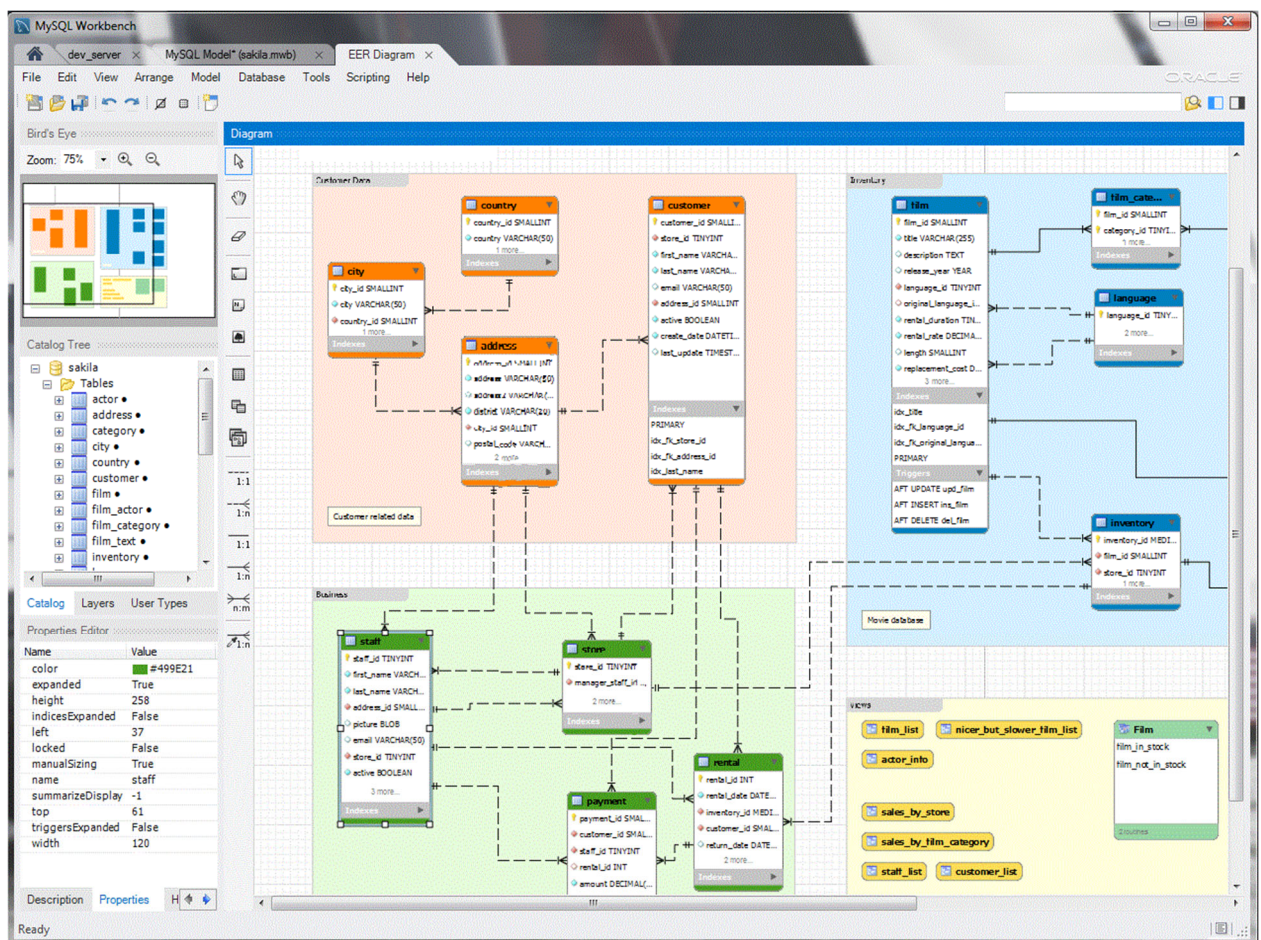 MySQL Workbench
dev_server
MySQL Model* (sakila.mwb)
EER Diagram
File Edit View Arrange Model Database Tools Scripting Help
ORACLE
Bird's Eye
Zoom: 75%
Catalog Tree
sakila
Tables
actor
address
category
city
country
customer
film
film_actor
film_category
film_text
inventory
Catalog Layers User Types
Properties Editor
Name Value
color #499E21
expanded True
height 258
indicesExpanded False
left 37
locked False
manualSizing True
name staff
summarizeDisplay -1
top 61
triggersExpanded False
width 120
Description Properties H
Ready
Diagram
1:1
1:n
1:1
1:n
n:m
1:n
Customer Data
country
country_id SMALLINT
country VARCHAR(50)
1 more...
Indexes
city
city_id SMALLINT
city VARCHAR(50)
country_id SMALLINT
1 more...
Indexes
address
address_id SMALLINT
address VARCHAR(50)
address2 VARCHAR(...
district VARCHAR(20)
city_id SMALLINT
postal_code VARCH...
2 more...
Indexes
customer
customer_id SMALLI...
store_id TINYINT
first_name VARCHA...
last_name VARCHA...
email VARCHAR(50)
address_id SMALLINT
active BOOLEAN
create_date DATETI...
last_update TIMEST...
Indexes
PRIMARY
idx_fk_store_id
idx_fk_address_id
idx_last_name
Customer related data
Inventory
film
film_id SMALLINT
title VARCHAR(255)
description TEXT
release_year YEAR
language_id TINYINT
original_language_i...
rental_duration TIN...
rental_rate DECIMA...
length SMALLINT
replacement_cost D...
3 more...
Indexes
idx_title
idx_fk_language_id
idx_fk_original_langua...
PRIMARY
Triggers
AFT UPDATE upd_film
AFT INSERT ins_film
AFT DELETE del_film
film_cate...
film_id SMALLINT
category_id TINYI...
1 more...
Indexes
language
language_id TINY...
2 more...
Indexes
inventory
inventory_id MEDI...
film_id SMALLINT
store_id TINYINT
1 more...
Indexes
Movie database
Business
staff
staff_id TINYINT
first_name VARCH...
last_name VARCH...
address_id SMALL...
picture BLOB
email VARCHAR(50)
store_id TINYINT
active BOOLEAN
3 more...
Indexes
store
store_id TINYINT
manager_staff_id ...
2 more...
Indexes
payment
payment_id SMAL...
customer_id SMAL...
staff_id TINYINT
rental_id INT
amount DECIMAL(...
rental
rental_id INT
rental_date DATE...
inventory_id MEDI...
customer_id SMAL...
return_date DATE...
2 more...
Indexes
Views
film_list
nicer_but_slower_film_list
actor_info
sales_by_store
sales_by_film_category
staff_list
customer_list
Film
film_in_stock
film_not_in_stock
2 routines